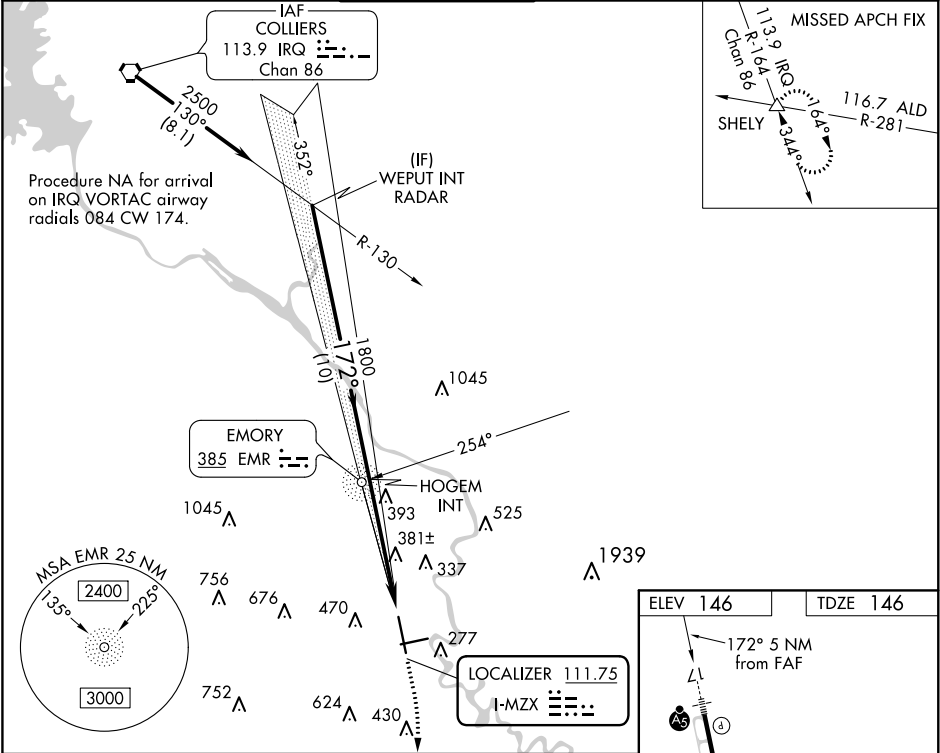 IAF
COLLIERS
113.9 IRQ
Chan 86
2500
130°
(8.1)
352°
(IF)
WEPUT INT
RADAR
Procedure NA for arrival
on IRQ VORTAC airway
radials 084 CW 174.
R-130
MISSED APCH FIX
113.9 IRQ
R-164
Chan 86
116.7 ALD
R-281
SHELY
164°
344°
1800
172°
(10)
1045
254°
EMORY
385 EMR
HOGEM
INT
393
1045
525
381±
337
1939
MSA EMR 25 NM
2400
135°
225°
3000
756
676
470
277
752
624
430
LOCALIZER 111.75
I-MZX
ELEV 146
TDZE 146
172° 5 NM
from FAF
A5